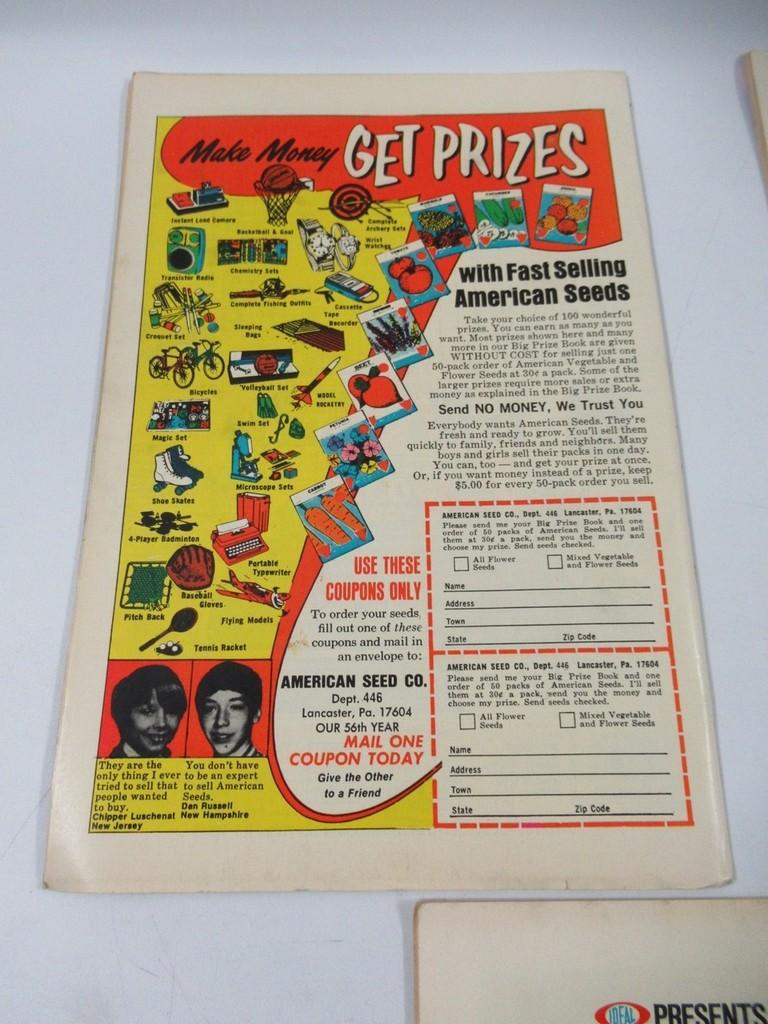 Make Money GET PRIZES
Instant Load Camera
Basketball & Goal
Complete
Archery Sets
Wrist
Watches
Transistor Radio
Chemistry Sets
Complete Fishing Outfits
Cassette
Tape
Recorder
Croquet Set
Sleeping
Bags
Bicycles
Volleyball Set
MODEL
ROCKETRY
Magic Set
Swim Set
Shoe Skates
Microscope Sets
4-Player Badminton
Portable
Typewriter
Baseball
Gloves
Pitch Back
Flying Models
Tennis Racket
CUCUMBER
BEET
PETUNIA
CARROT
with Fast Selling
American Seeds
Take your choice of 100 wonderful
prizes. You can earn as many as you
want. Most prizes shown here and many
more in our Big Prize Book are given
WITHOUT COST for selling just one
50-pack order of American Vegetable and
Flower Seeds at 30¢ a pack. Some of the
larger prizes require more sales or extra
money as explained in the Big Prize Book.
Send NO MONEY, We Trust You
Everybody wants American Seeds. They're
fresh and ready to grow. You'll sell them
quickly to family, friends and neighbors. Many
boys and girls sell their packs in one day.
You can, too — and get your prize at once.
Or, if you want money instead of a prize, keep
$5.00 for every 50-pack order you sell.
USE THESE
COUPONS ONLY
To order your seeds,
fill out one of these
coupons and mail in
an envelope to:
AMERICAN SEED CO.
Dept. 446
Lancaster, Pa. 17604
OUR 56th YEAR
MAIL ONE
COUPON TODAY
Give the Other
to a Friend
AMERICAN SEED CO., Dept. 446 Lancaster, Pa. 17604
Please send me your Big Prize Book and one
order of 50 packs of American Seeds. I'll sell
them at 30¢ a pack, send you the money and
choose my prize. Send seeds checked.
All Flower
Seeds
Mixed Vegetable
and Flower Seeds
Name
Address
Town
State Zip Code
AMERICAN SEED CO., Dept. 446 Lancaster, Pa. 17604
Please send me your Big Prize Book and one
order of 50 packs of American Seeds. I'll sell
them at 30¢ a pack, send you the money and
choose my prize. Send seeds checked.
All Flower
Seeds
Mixed Vegetable
and Flower Seeds
Name
Address
Town
State Zip Code
They are the
only thing I ever
tried to sell that
people wanted
to buy.
Chipper Luschenat
New Jersey
You don't have
to be an expert
to sell American
Seeds.
Dan Russell
New Hampshire
IDEAL PRESENTS